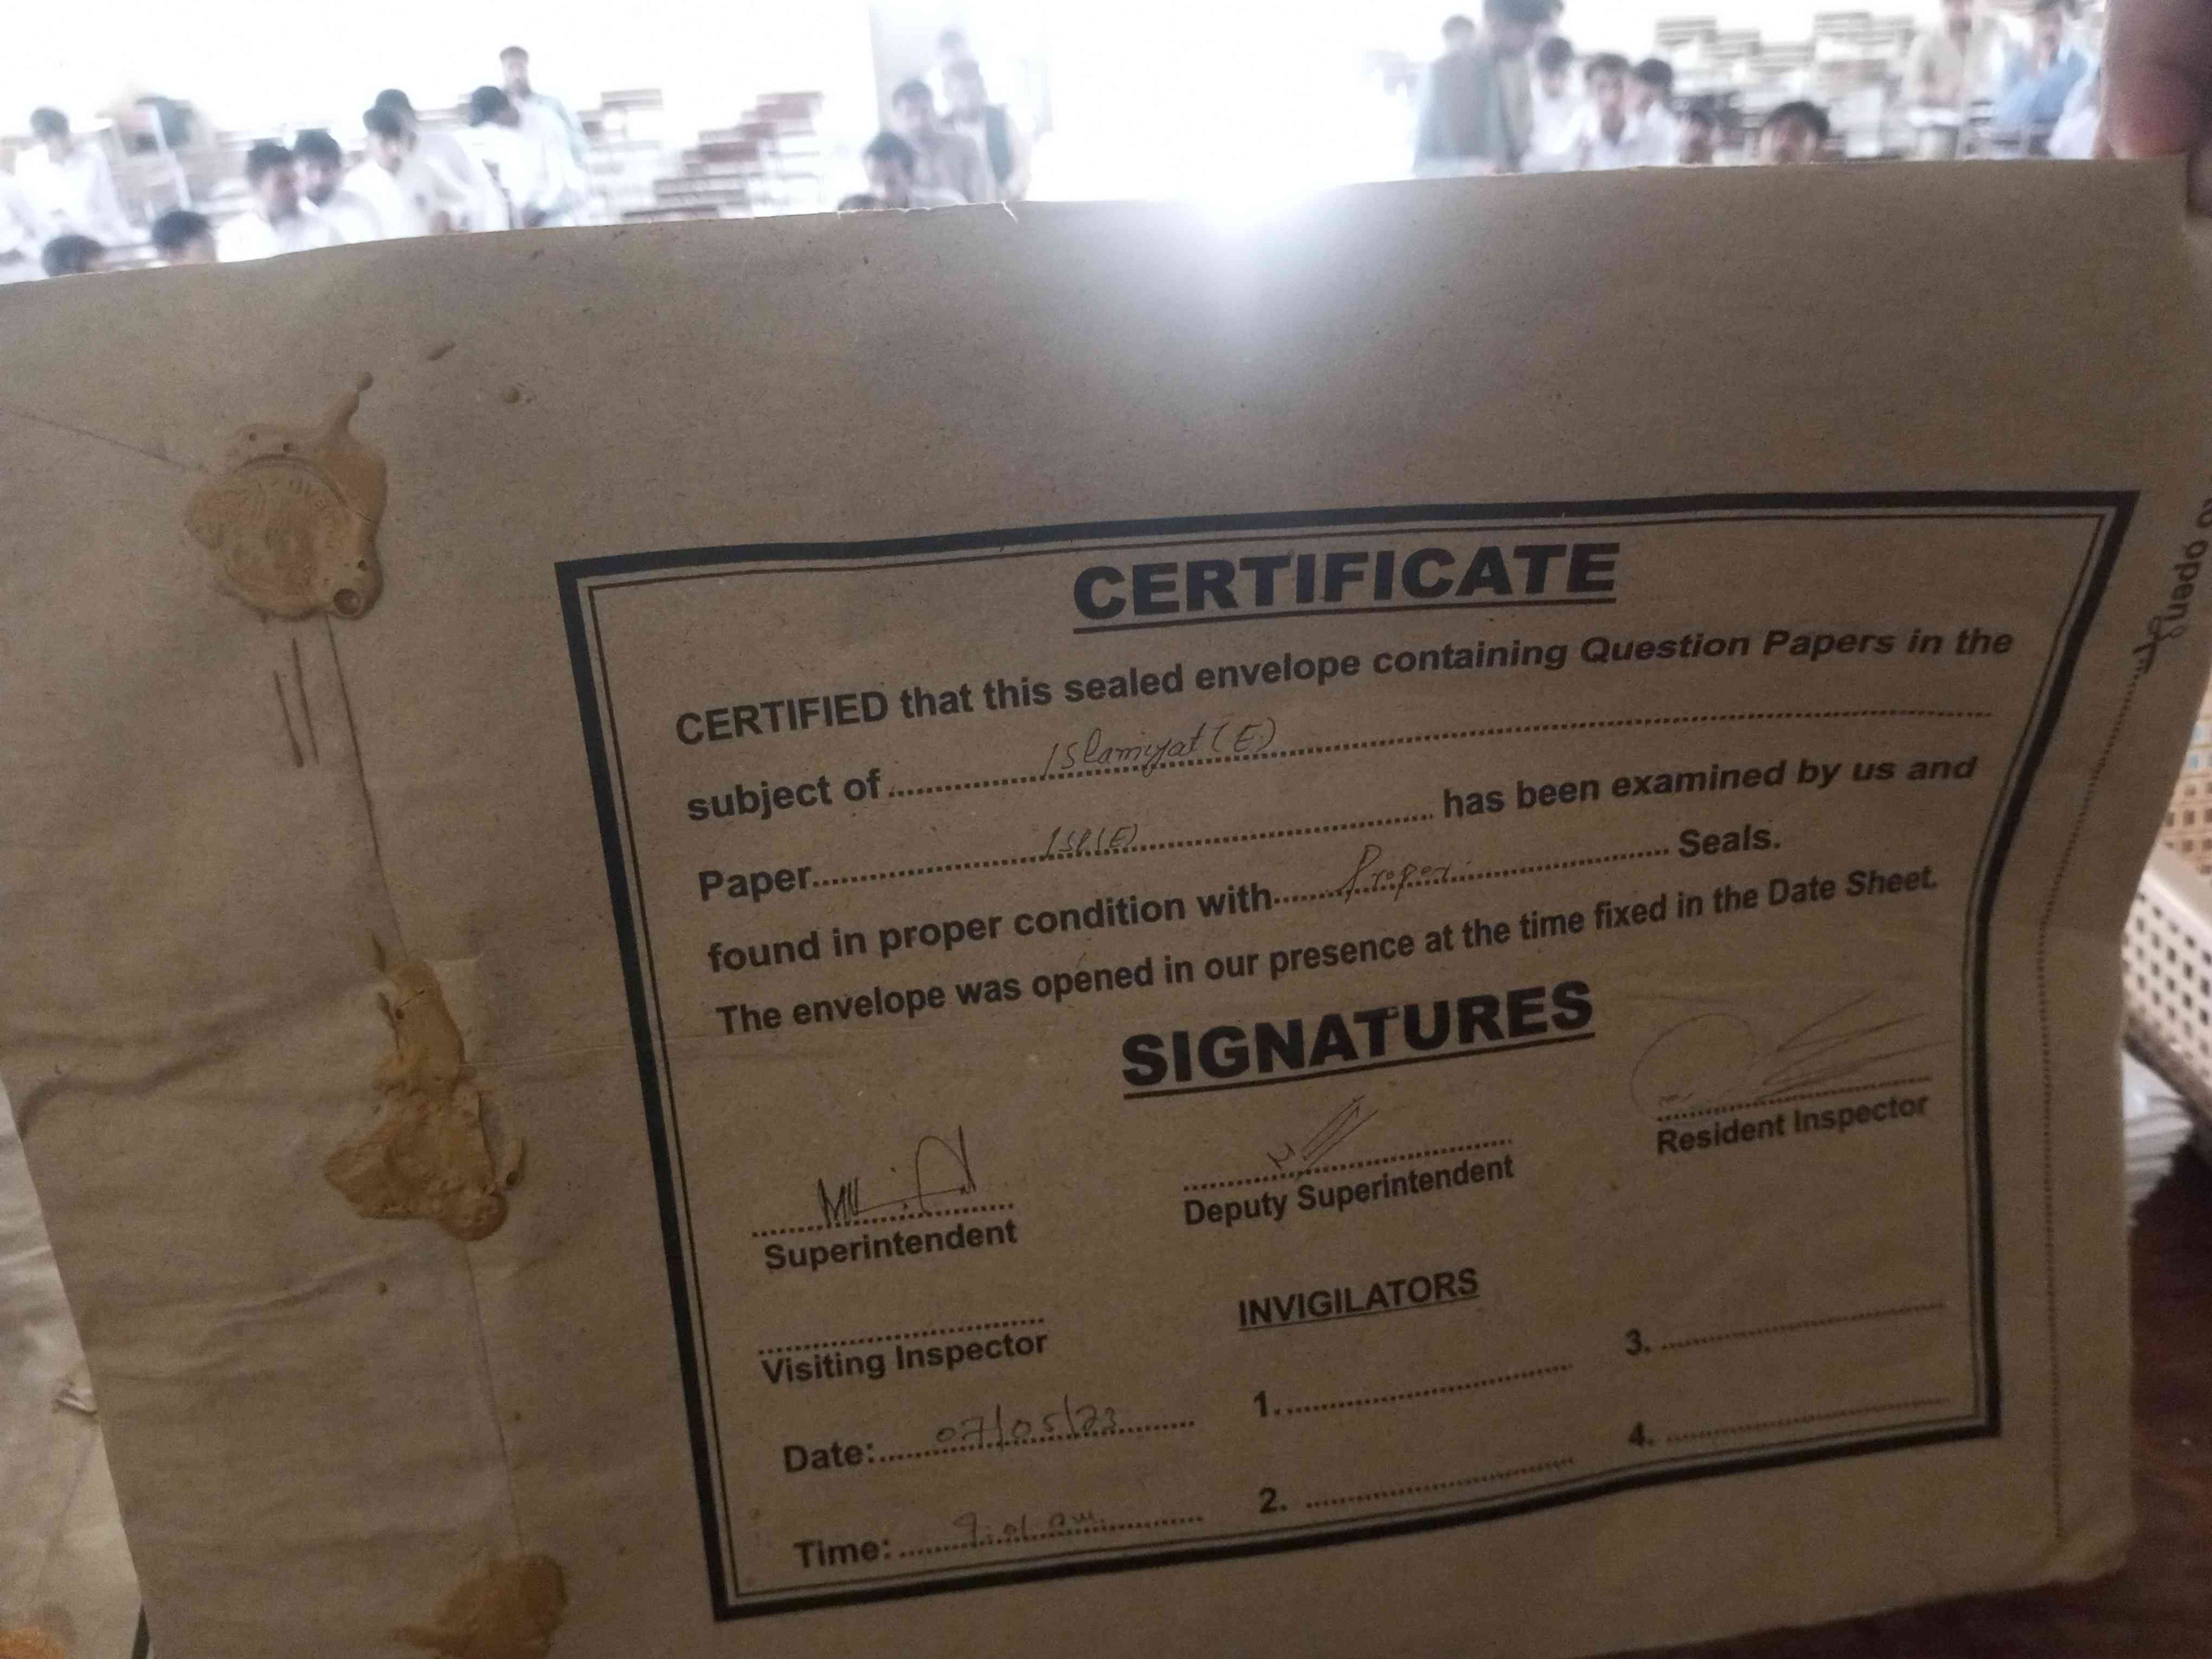 CERTIFICATE
CERTIFIED that this sealed envelope containing Question Papers in the
subject of Islamiyat (E)
Paper Isl(E) has been examined by us and
found in proper condition with Proper Seals.
The envelope was opened in our presence at the time fixed in the Date Sheet.
SIGNATURES
Superintendent
Deputy Superintendent
Resident Inspector
Visiting Inspector
INVIGILATORS
Date: 07/05/23
1.
3.
Time: 9:01 am.
2.
4.
to open